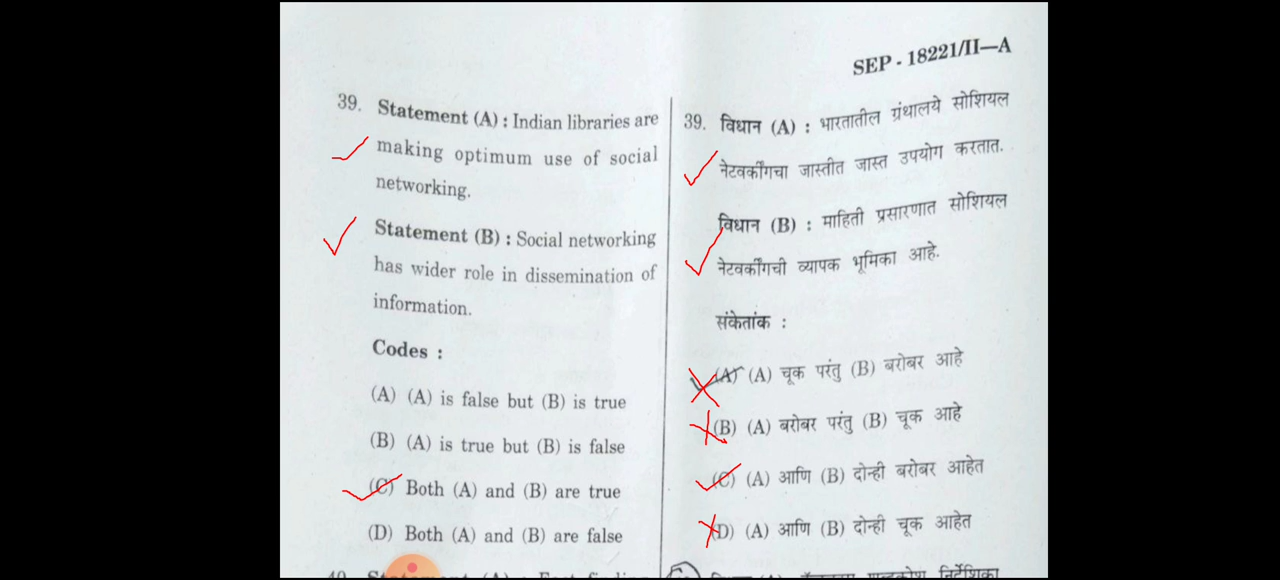 SEP - 18221/II—A
39. Statement (A) : Indian libraries are
making optimum use of social
networking.
Statement (B) : Social networking
has wider role in dissemination of
information.
Codes :
(A) (A) is false but (B) is true
(B) (A) is true but (B) is false
(C) Both (A) and (B) are true
(D) Both (A) and (B) are false
39. विधान (A) : भारतातील ग्रंथालये सोशियल
नेटवर्कींगचा जास्तीत जास्त उपयोग करतात.
विधान (B) : माहिती प्रसारणात सोशियल
नेटवर्कींगची व्यापक भूमिका आहे.
संकेतांक :
(A) (A) चूक परंतु (B) बरोबर आहे
(B) (A) बरोबर परंतु (B) चूक आहे
(C) (A) आणि (B) दोन्ही बरोबर आहेत
(D) (A) आणि (B) दोन्ही चूक आहेत